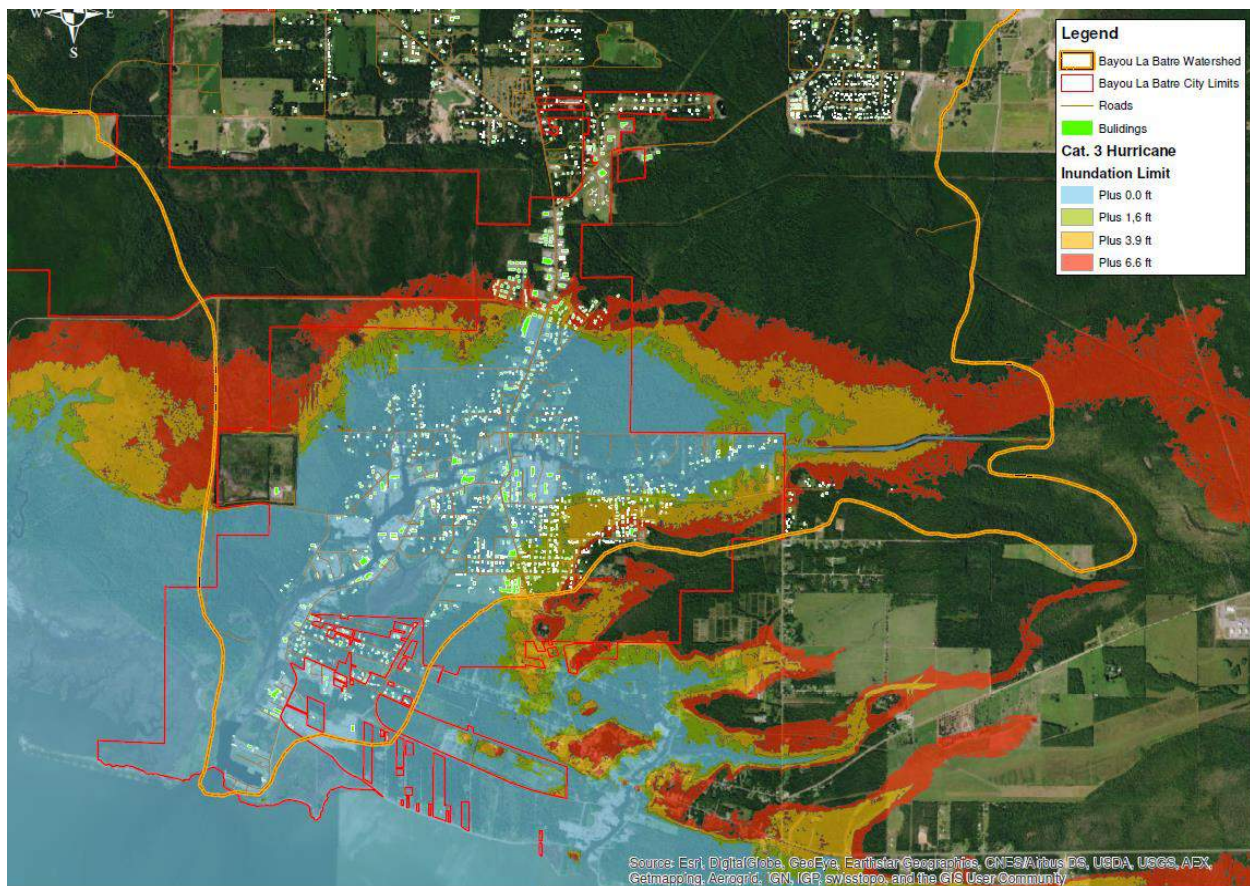 W E
S
Legend
Bayou La Batre Watershed
Bayou La Batre City Limits
Roads
Bulidings
Cat. 3 Hurricane
Inundation Limit
Plus 0.0 ft
Plus 1,6 ft
Plus 3.9 ft
Plus 6.6 ft
Source: Esri, DigitalGlobe, GeoEye, Earthstar Geographics, CNES/Airbus DS, USDA, USGS, AEX,
Getmapping, Aerogrid, IGN, IGP, swisstopo, and the GIS User Community